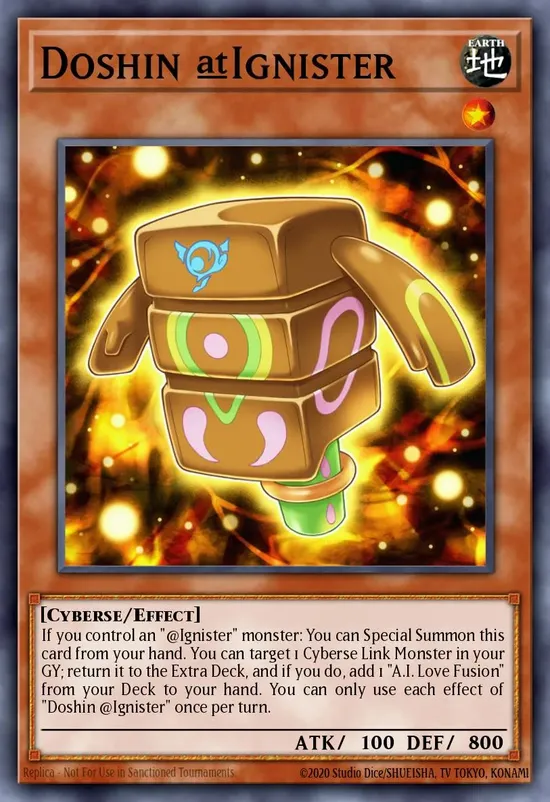 Doshin @Ignister
EARTH
地
[Cyberse/Effect]
If you control an "@Ignister" monster: You can Special Summon this
card from your hand. You can target 1 Cyberse Link Monster in your
GY; return it to the Extra Deck, and if you do, add 1 "A.I. Love Fusion"
from your Deck to your hand. You can only use each effect of
"Doshin @Ignister" once per turn.
ATK/ 100 DEF/ 800
Replica - Not For Use in Sanctioned Tournaments
©2020 Studio Dice/SHUEISHA, TV TOKYO, KONAMI